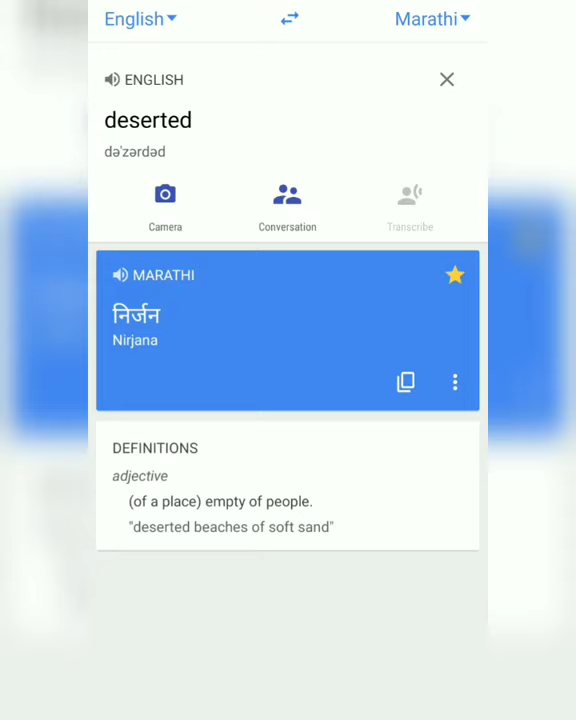 English Marathi
ENGLISH
deserted
dəˈzərdəd
Camera Conversation Transcribe
MARATHI
निर्जन
Nirjana
DEFINITIONS
adjective
(of a place) empty of people.
"deserted beaches of soft sand"